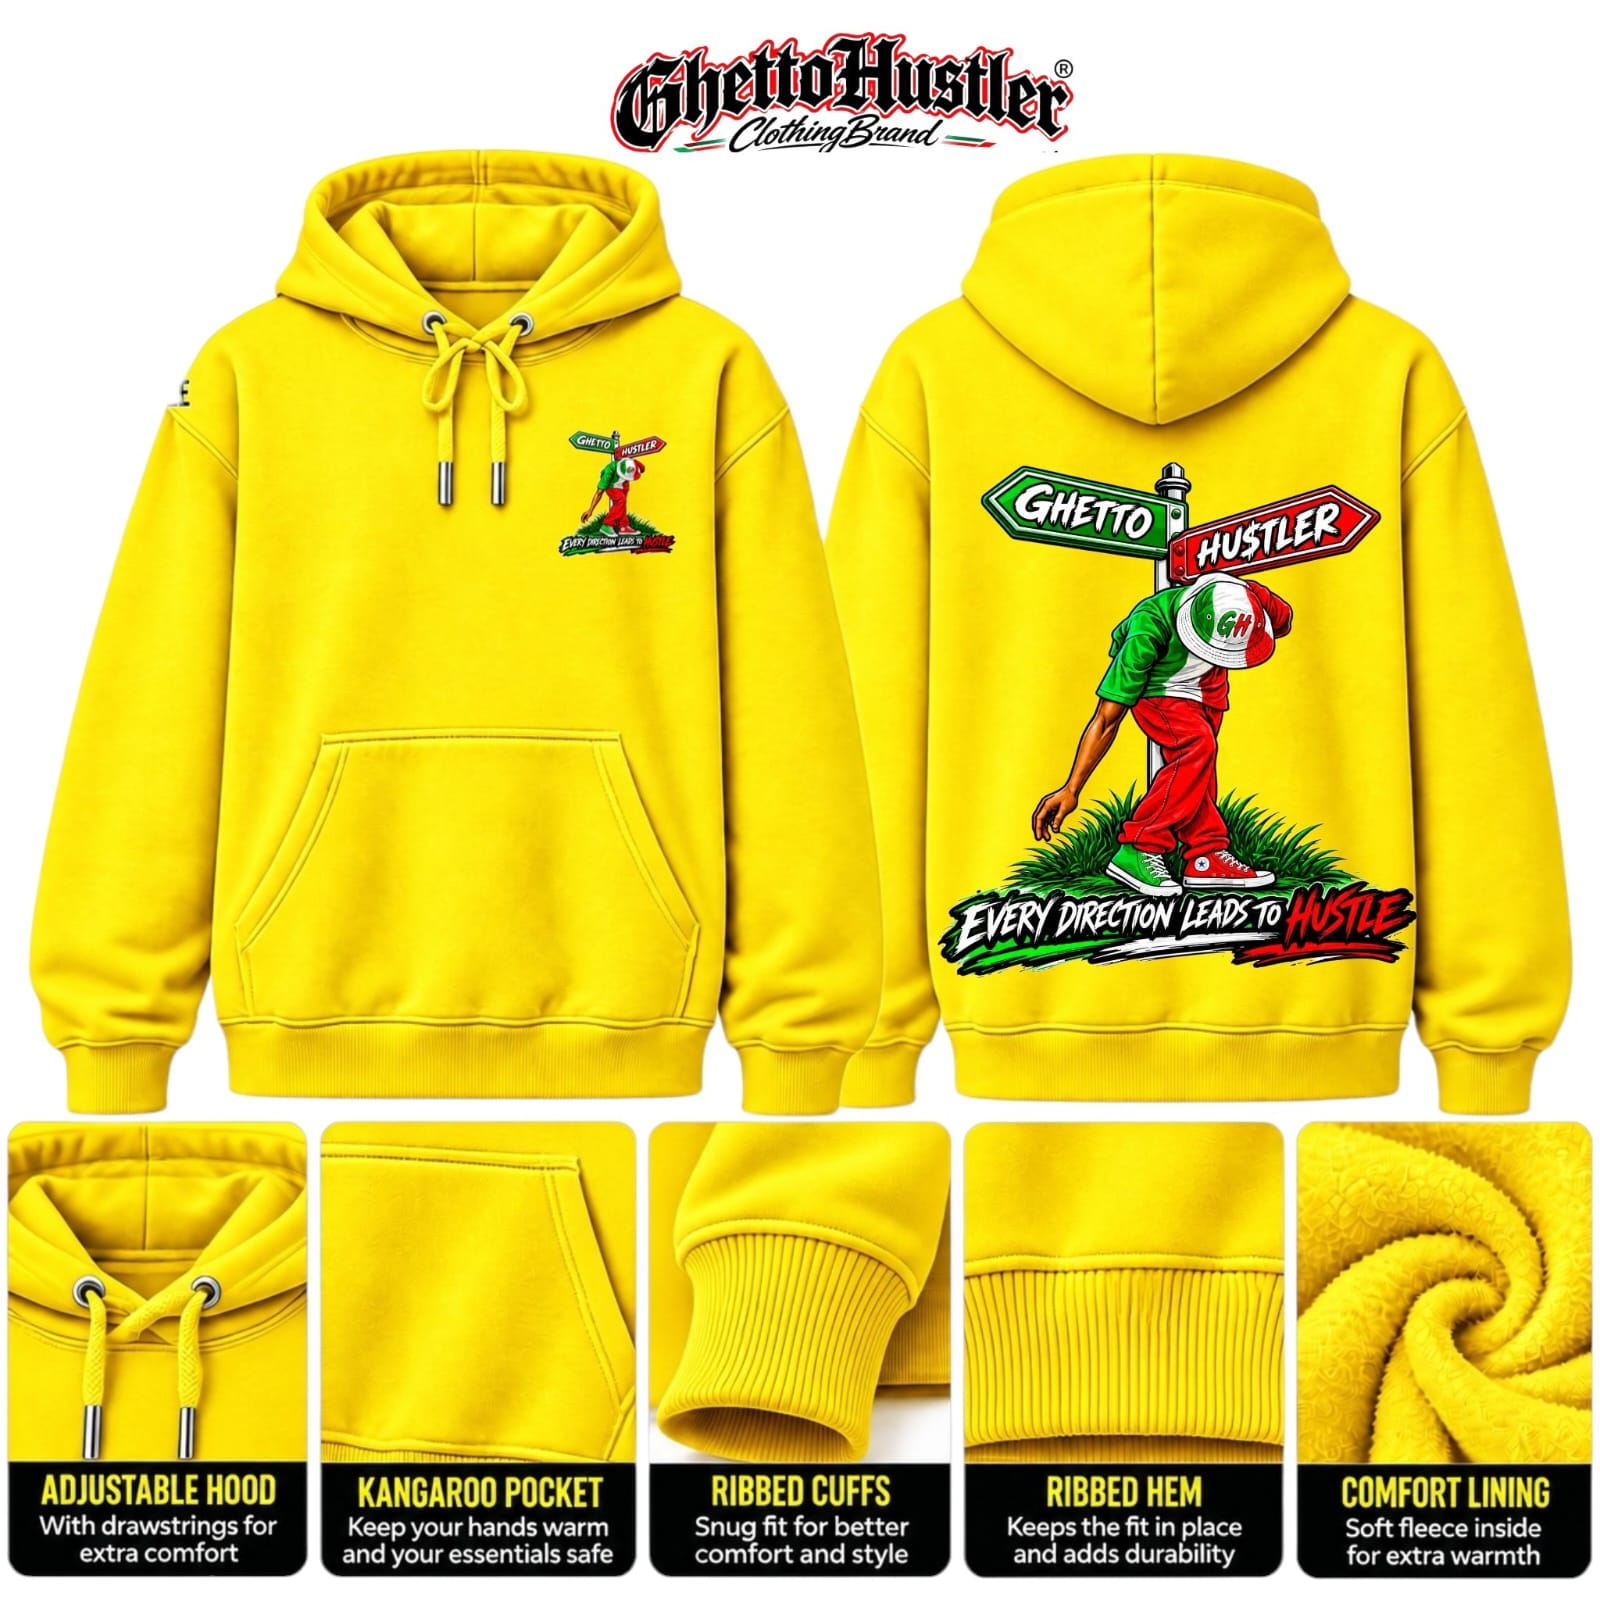 GhettoHustler®
Clothing Brand
E
GHETTO
HUSTLER
EVERY DIRECTION LEADS TO HUSTLE
GHETTO
HU$TLER
GH
EVERY DIRECTION LEADS TO HUSTLE
ADJUSTABLE HOOD
With drawstrings for
extra comfort
KANGAROO POCKET
Keep your hands warm
and your essentials safe
RIBBED CUFFS
Snug fit for better
comfort and style
RIBBED HEM
Keeps the fit in place
and adds durability
COMFORT LINING
Soft fleece inside
for extra warmth